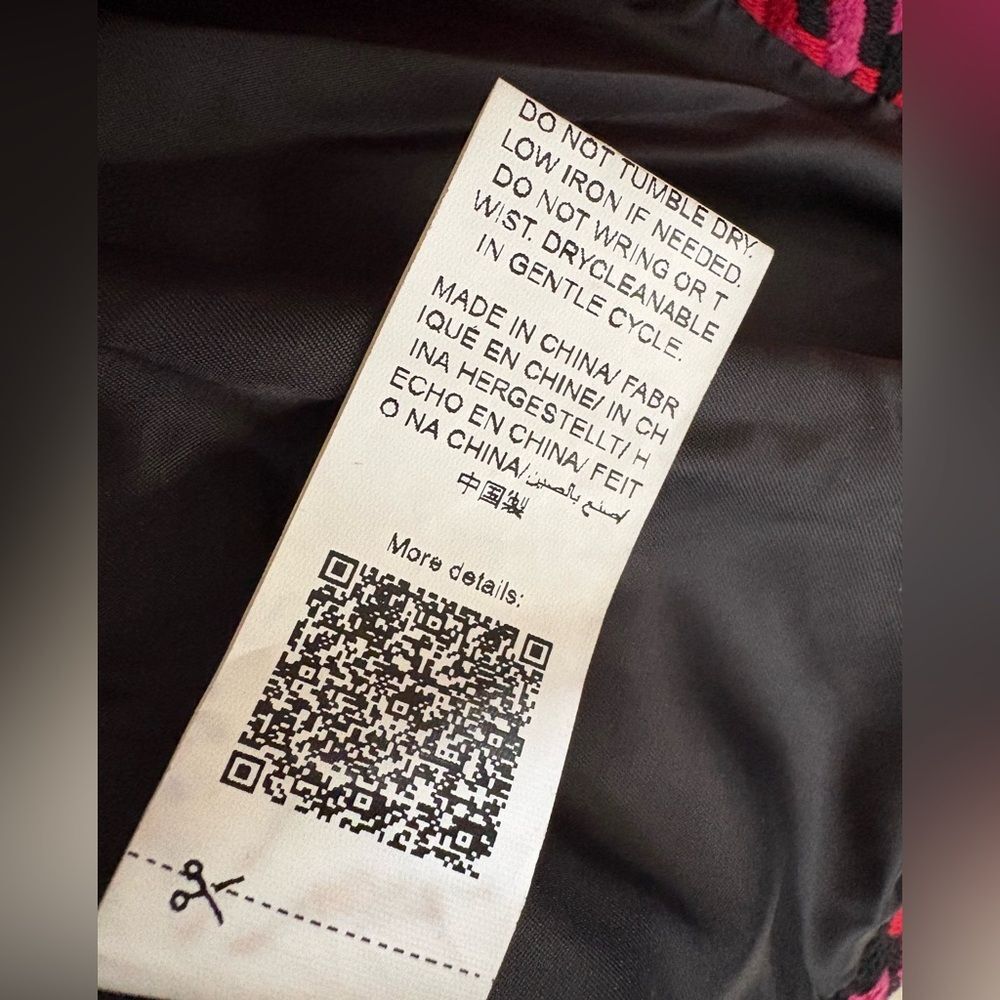 DO NOT TUMBLE DRY.
LOW IRON IF NEEDED.
DO NOT WRING OR T
WIST. DRYCLEANABLE
IN GENTLE CYCLE.
MADE IN CHINA/ FABR
IQUÉ EN CHINE/ IN CH
INA HERGESTELLT/ H
ECHO EN CHINA/ FEIT
O NA CHINA/صنع بالصين/
中国製
More details: